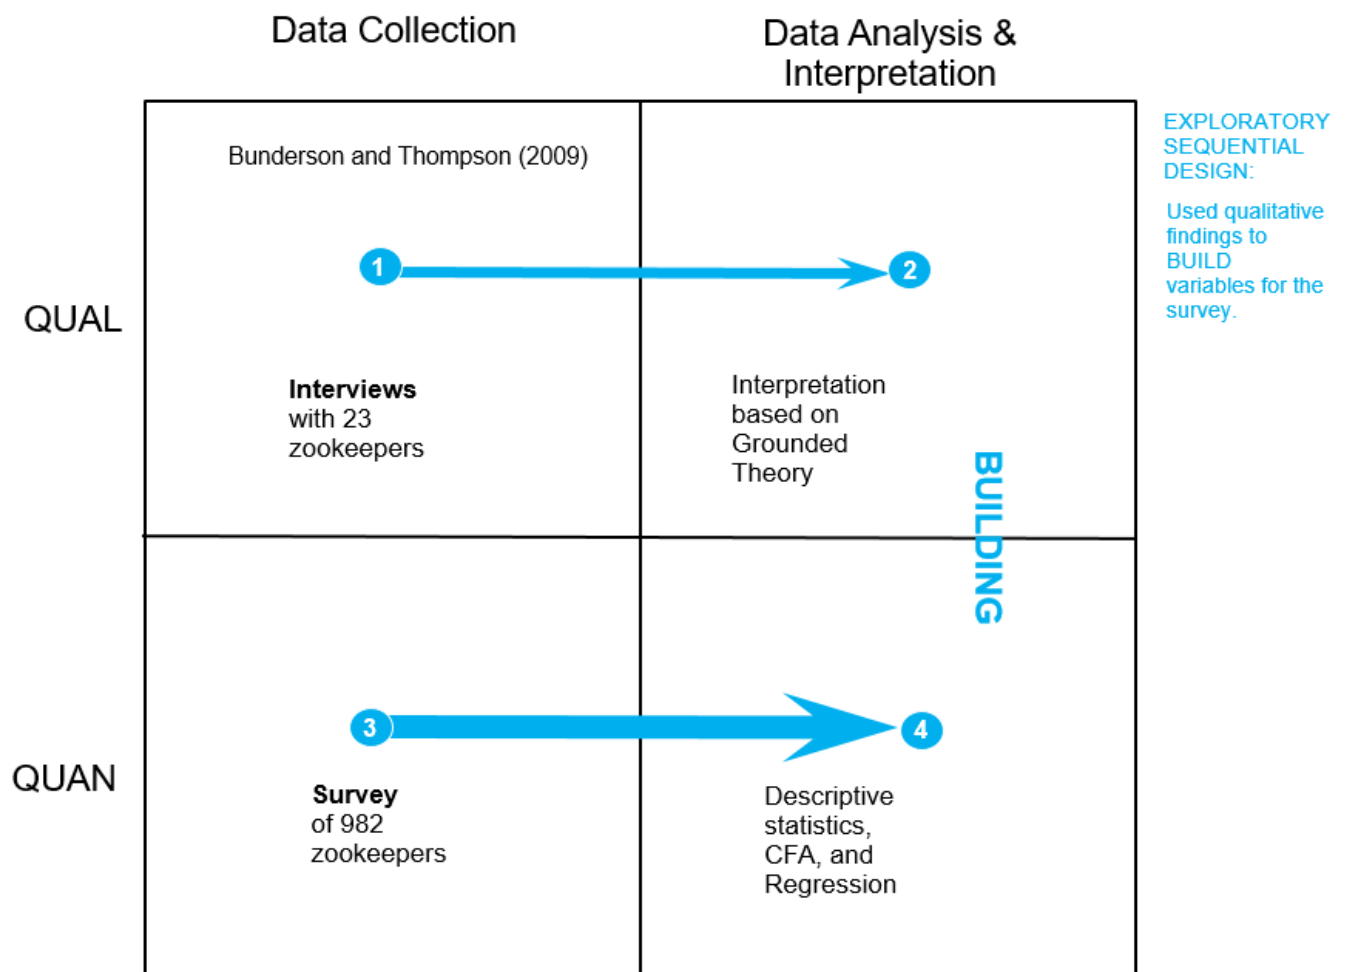 Data Collection
Data Analysis &
Interpretation
QUAL
Bunderson and Thompson (2009)
1
2
Interviews
with 23
zookeepers
Interpretation
based on
Grounded
Theory
EXPLORATORY
SEQUENTIAL
DESIGN:
Used qualitative
findings to
BUILD
variables for the
survey.
BUILDING
QUAN
3
4
Survey
of 982
zookeepers
Descriptive
statistics,
CFA, and
Regression